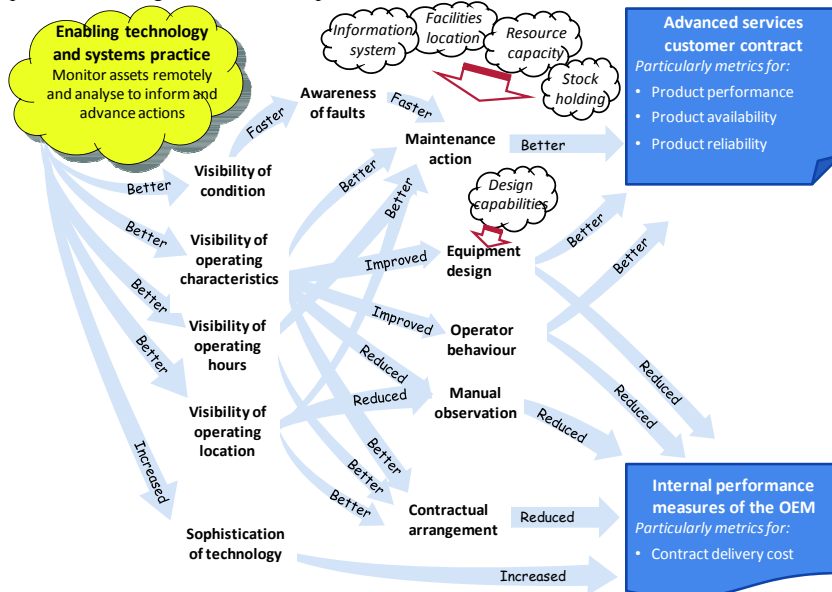 Enabling technology
and systems practice
Monitor assets remotely
and analyse to inform and
advance actions
Information
system
Facilities
location
Resource
capacity
Stock
holding
Advanced services
customer contract
Particularly metrics for:
• Product performance
• Product availability
• Product reliability
Faster
Awareness
of faults
Faster
Maintenance
action
Better
Better
Visibility of
condition
Better
Better
Design
capabilities
Better
Visibility of
operating
characteristics
Improved
Equipment
design
Better
Better
Better
Visibility of
operating
hours
Improved
Operator
behaviour
Better
Visibility of
operating
location
Reduced
Reduced
Manual
observation
Reduced
Reduced
Reduced
Increased
Better
Better
Better
Sophistication
of technology
Contractual
arrangement
Reduced
Increased
Internal performance
measures of the OEM
Particularly metrics for:
• Contract delivery cost